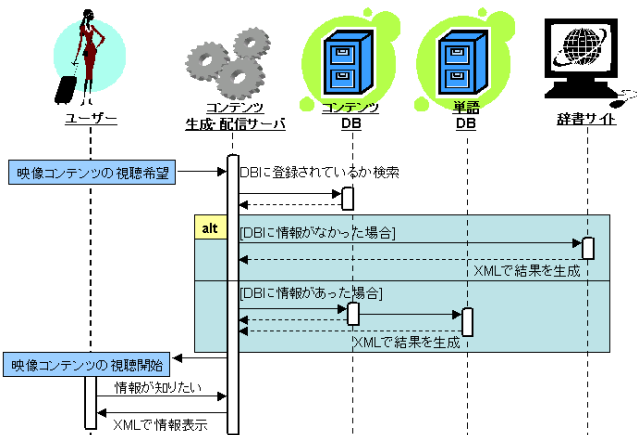 ユーザー
コンテンツ
生成・配信サーバ
コンテンツ
DB
単語
DB
辞書サイト
映像コンテンツの視聴希望
DBに登録されているか検索
alt
[DBに情報がなかった場合]
XMLで結果を生成
[DBに情報があった場合]
XMLで結果を生成
映像コンテンツの視聴開始
情報が知りたい
XMLで情報表示